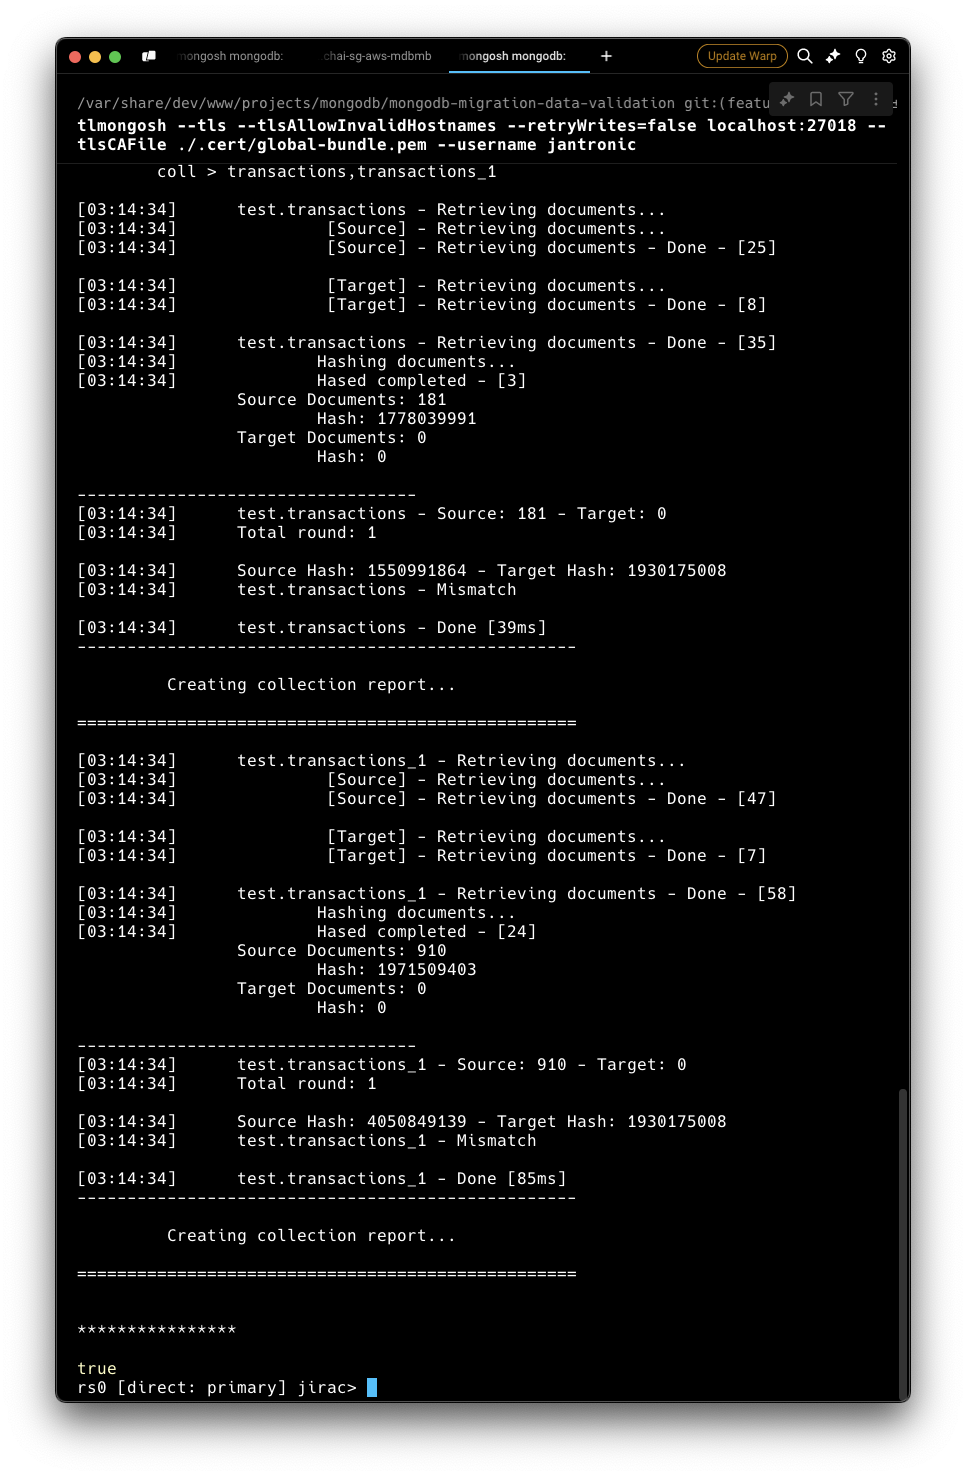 mongosh mongodb:
chai-sg-aws-mdbmb
mongosh mongodb:
+
Update Warp
/var/share/dev/www/projects/mongodb/mongodb-migration-data-validation git:(featu
tlmongosh --tls --tlsAllowInvalidHostnames --retryWrites=false localhost:27018 --
tlsCAFile ./.cert/global-bundle.pem --username jantronic
coll > transactions,transactions_1
[03:14:34] test.transactions - Retrieving documents...
[03:14:34] [Source] - Retrieving documents...
[03:14:34] [Source] - Retrieving documents - Done - [25]
[03:14:34] [Target] - Retrieving documents...
[03:14:34] [Target] - Retrieving documents - Done - [8]
[03:14:34] test.transactions - Retrieving documents - Done - [35]
[03:14:34] Hashing documents...
[03:14:34] Hased completed - [3]
Source Documents: 181
Hash: 1778039991
Target Documents: 0
Hash: 0
----------------------------------
[03:14:34] test.transactions - Source: 181 - Target: 0
[03:14:34] Total round: 1
[03:14:34] Source Hash: 1550991864 - Target Hash: 1930175008
[03:14:34] test.transactions - Mismatch
[03:14:34] test.transactions - Done [39ms]
--------------------------------------------------
Creating collection report...
==================================================
[03:14:34] test.transactions_1 - Retrieving documents...
[03:14:34] [Source] - Retrieving documents...
[03:14:34] [Source] - Retrieving documents - Done - [47]
[03:14:34] [Target] - Retrieving documents...
[03:14:34] [Target] - Retrieving documents - Done - [7]
[03:14:34] test.transactions_1 - Retrieving documents - Done - [58]
[03:14:34] Hashing documents...
[03:14:34] Hased completed - [24]
Source Documents: 910
Hash: 1971509403
Target Documents: 0
Hash: 0
----------------------------------
[03:14:34] test.transactions_1 - Source: 910 - Target: 0
[03:14:34] Total round: 1
[03:14:34] Source Hash: 4050849139 - Target Hash: 1930175008
[03:14:34] test.transactions_1 - Mismatch
[03:14:34] test.transactions_1 - Done [85ms]
--------------------------------------------------
Creating collection report...
==================================================
****************
true
rs0 [direct: primary] jirac>